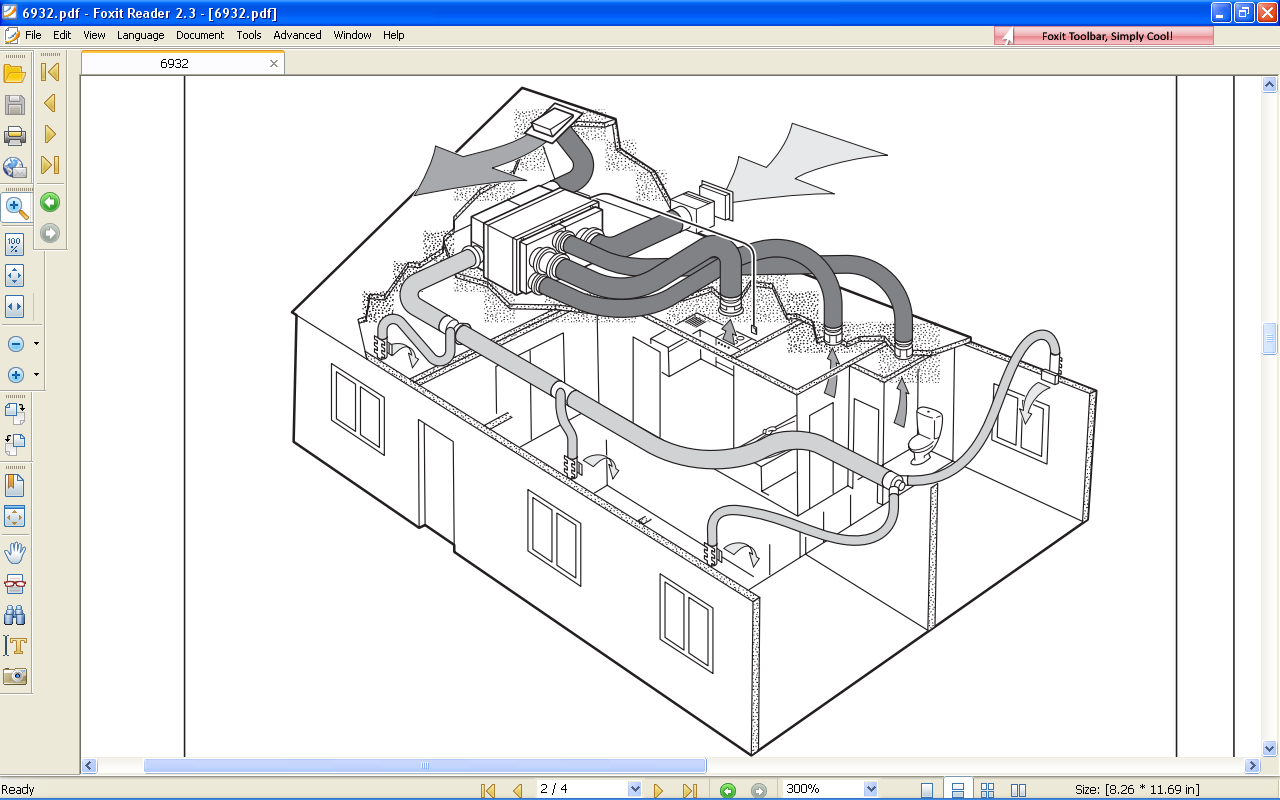 6932.pdf - Foxit Reader 2.3 - [6932.pdf]
File Edit View Language Document Tools Advanced Window Help
Foxit Toolbar, Simply Cool!
6932
100
%
Ready
2 / 4
300%
Size: [8.26 * 11.69 in]